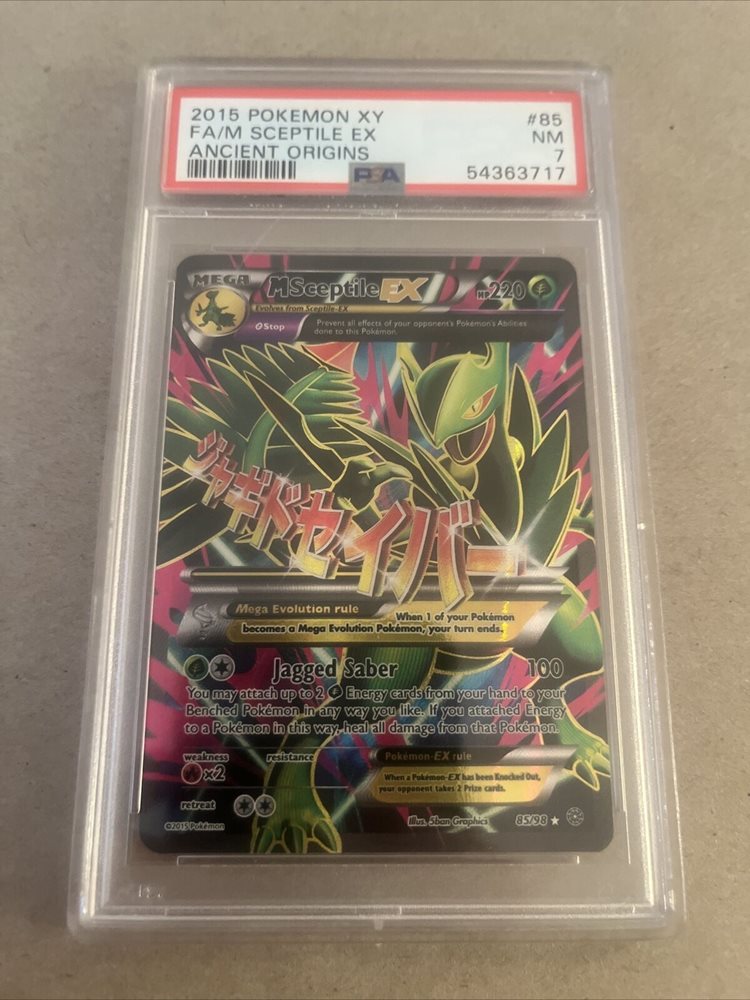 2015 POKEMON XY #85
FA/M SCEPTILE EX NM
ANCIENT ORIGINS 7
PSA 54363717
MEGA
M Sceptile EX HP220
Evolves from Sceptile-EX
θ Stop
Prevent all effects of your opponent's Pokémon's Abilities
done to this Pokémon.
ジャギドセイバー
Mega Evolution rule
When 1 of your Pokémon
becomes a Mega Evolution Pokémon, your turn ends.
Jagged Saber 100
You may attach up to 2 Energy cards from your hand to your
Benched Pokémon in any way you like. If you attached Energy
to a Pokémon in this way, heal all damage from that Pokémon.
weakness resistance
×2
Pokémon-EX rule
When a Pokémon-EX has been Knocked Out,
your opponent takes 2 Prize cards.
retreat
©2015 Pokémon
Illus. 5ban Graphics 85/98 ★